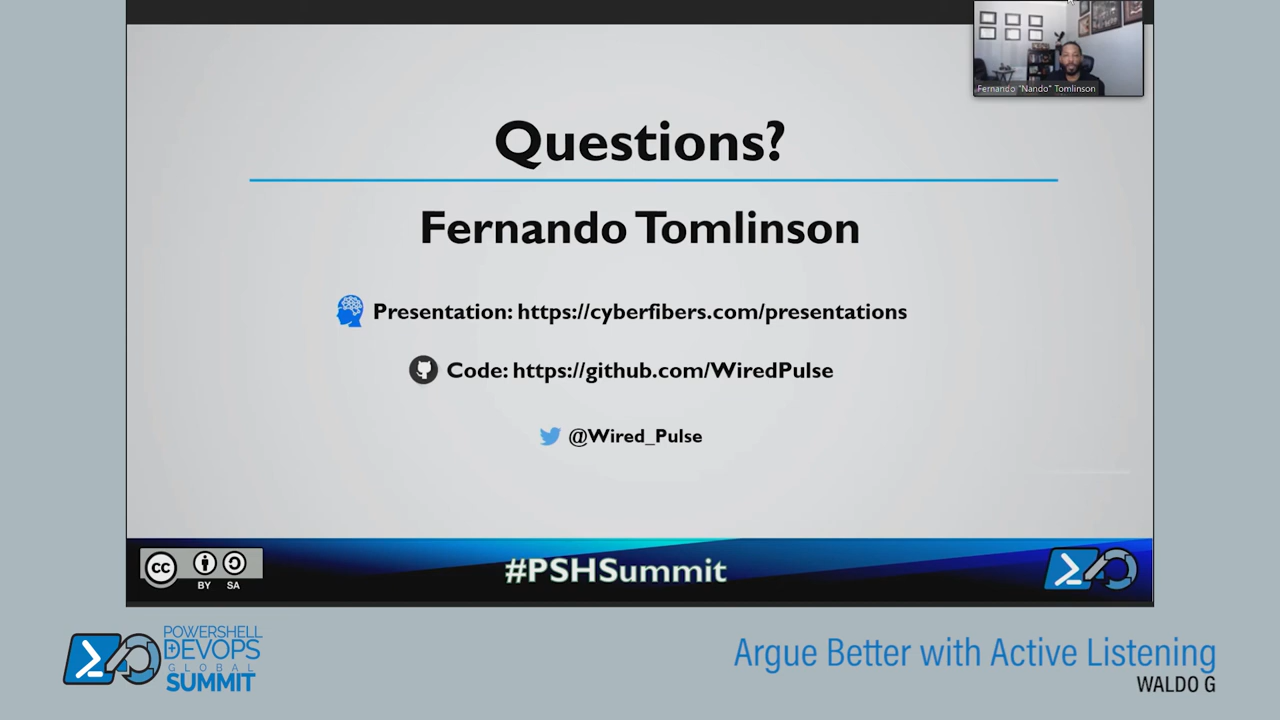 Fernando "Nando" Tomlinson
Questions?
Fernando Tomlinson
Presentation: https://cyberfibers.com/presentations
Code: https://github.com/WiredPulse
@Wired_Pulse
cc
BY SA
#PSHSummit
POWERSHELL
DEVOPS
GLOBAL
SUMMIT
Argue Better with Active Listening
WALDO G